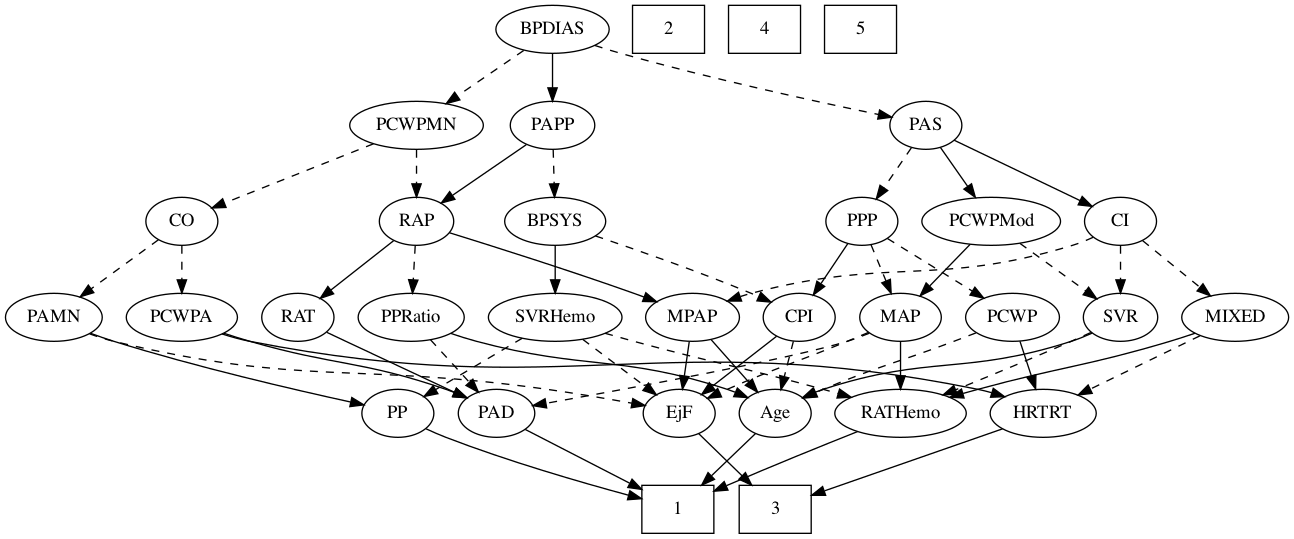 BPDIAS 2 4 5
PCWPMN PAPP PAS
CO RAP BPSYS PPP PCWPMod CI
PAMN PCWPA RAT PPRatio SVRHemo MPAP CPI MAP PCWP SVR MIXED
PP PAD EjF Age RATHemo HRTRT
1 3